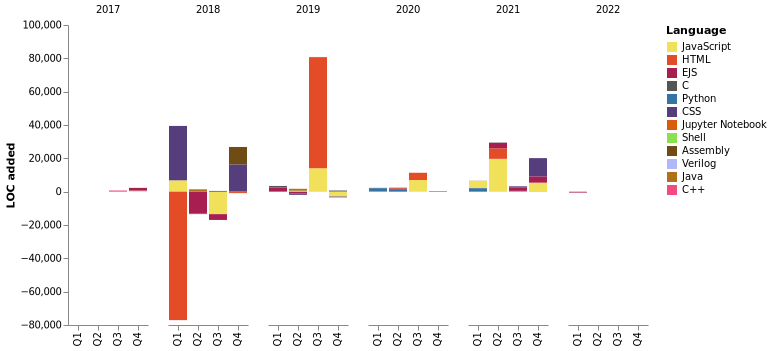 2017 2018 2019 2020 2021 2022
100,000
80,000
60,000
40,000
20,000
0
−20,000
−40,000
−60,000
−80,000
LOC added
Q1 Q2 Q3 Q4 Q1 Q2 Q3 Q4 Q1 Q2 Q3 Q4 Q1 Q2 Q3 Q4 Q1 Q2 Q3 Q4 Q1 Q2 Q3 Q4
Language
JavaScript
HTML
EJS
C
Python
CSS
Jupyter Notebook
Shell
Assembly
Verilog
Java
C++